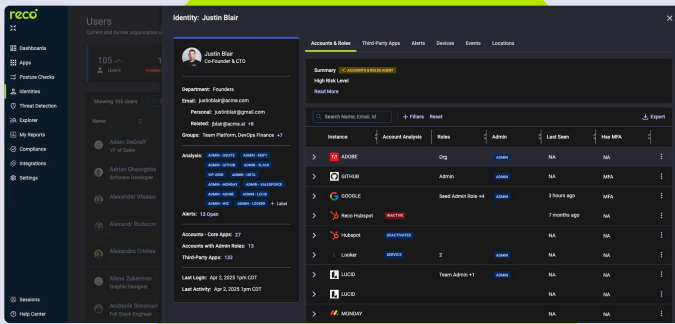 reco
Dashboards
Apps
Posture Checks
Identities
Threat Detection
Explorer
My Reports
Compliance
Integrations
Settings
Sessions
Help Center
Users
Current and former organization u
105
Users
Showing 105 Users
Name
Adam DeGraff
VP of Sales
Adrian Gheorghita
Software Developer
Alexander Vlasius
Alexandr Rudacov
Alexandra Cristea
Alona Zukerman
Graphic Designer
Andranik Simonian
Full Stack Engineer
Identity: Justin Blair
Justin Blair
Co-Founder & CTO
Department: Founders
Email: justinblair@acme.com
Personal: justinblair@gmail.com
Related: jblair@acme.ai +6
Groups: Team Platform, DevOps Finance +7
Analysis: ADMIN - GSUITE ADMIN - MSFT
ADMIN - GITHUB ADMIN - SLACK
VIP USER ADMIN - OKTA
ADMIN - MONDAY ADMIN - SALESFORCE
ADMIN - ADOBE ADMIN - LUCID
ADMIN - WIZ ADMIN - LOOKER + Label
Alerts: 13 Open
Accounts - Core Apps: 27
Accounts with Admin Roles: 13
Third-Party Apps: 132
Last Login: Apr 2, 2025 1pm CDT
Last Activity: Apr 2, 2025 1pm CDT
Accounts & Roles Third-Party Apps Alerts Devices Events Locations
Summary ACCOUNTS & ROLES AGENT
High Risk Level
Read More
Search Name, Email, Id + Filters Reset Export
Instance Account Analysis Roles Admin Last Seen Has MFA
ADOBE Org ADMIN NA NA
GITHUB Admin ADMIN NA MFA
GOOGLE Seed Admin Role +4 ADMIN 3 hours ago MFA
Reco Hubspot INACTIVE 7 months ago NA
Hubspot DEACTIVATED NA NA
Looker SERVICE 2 ADMIN NA NA
LUCID Team Admin +1 ADMIN NA NA
LUCID NA NA
MONDAY NA NA